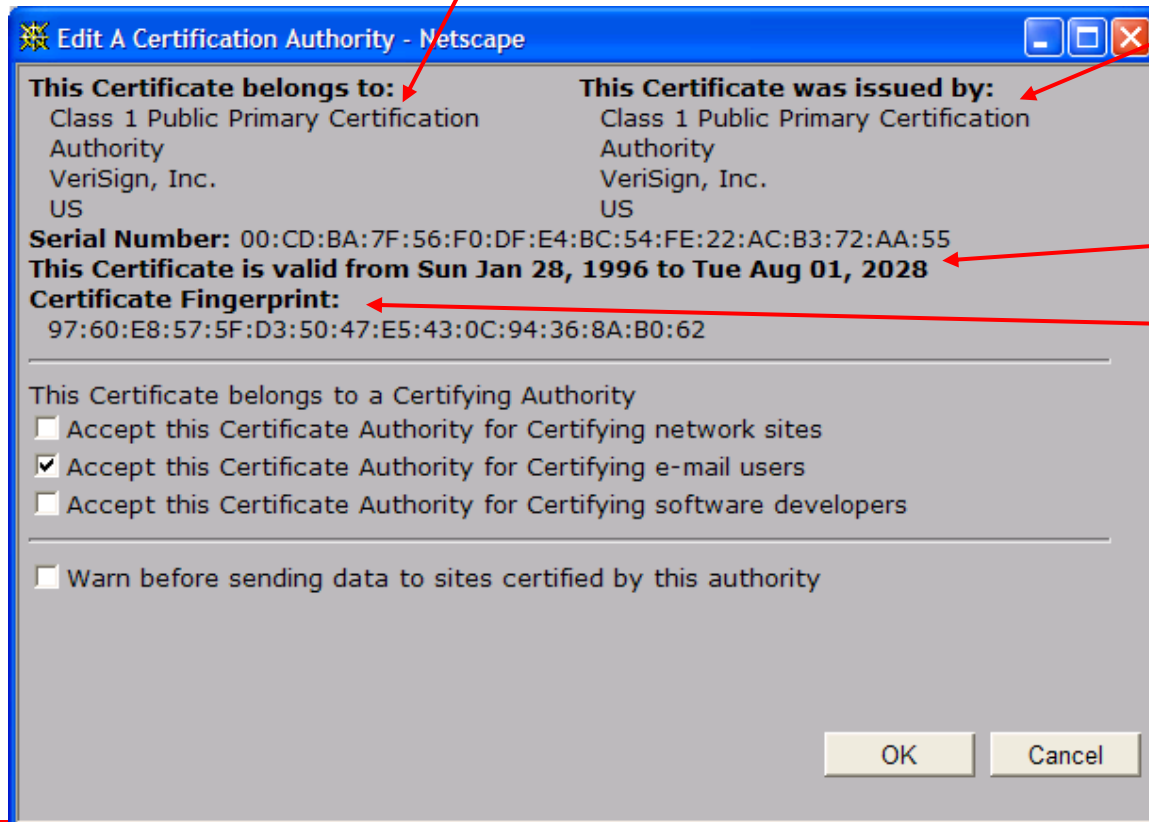 Edit A Certification Authority - Netscape
This Certificate belongs to:
Class 1 Public Primary Certification
Authority
VeriSign, Inc.
US
This Certificate was issued by:
Class 1 Public Primary Certification
Authority
VeriSign, Inc.
US
Serial Number: 00:CD:BA:7F:56:F0:DF:E4:BC:54:FE:22:AC:B3:72:AA:55
This Certificate is valid from Sun Jan 28, 1996 to Tue Aug 01, 2028
Certificate Fingerprint:
97:60:E8:57:5F:D3:50:47:E5:43:0C:94:36:8A:B0:62
This Certificate belongs to a Certifying Authority
Accept this Certificate Authority for Certifying network sites
Accept this Certificate Authority for Certifying e-mail users
Accept this Certificate Authority for Certifying software developers
Warn before sending data to sites certified by this authority
OK
Cancel